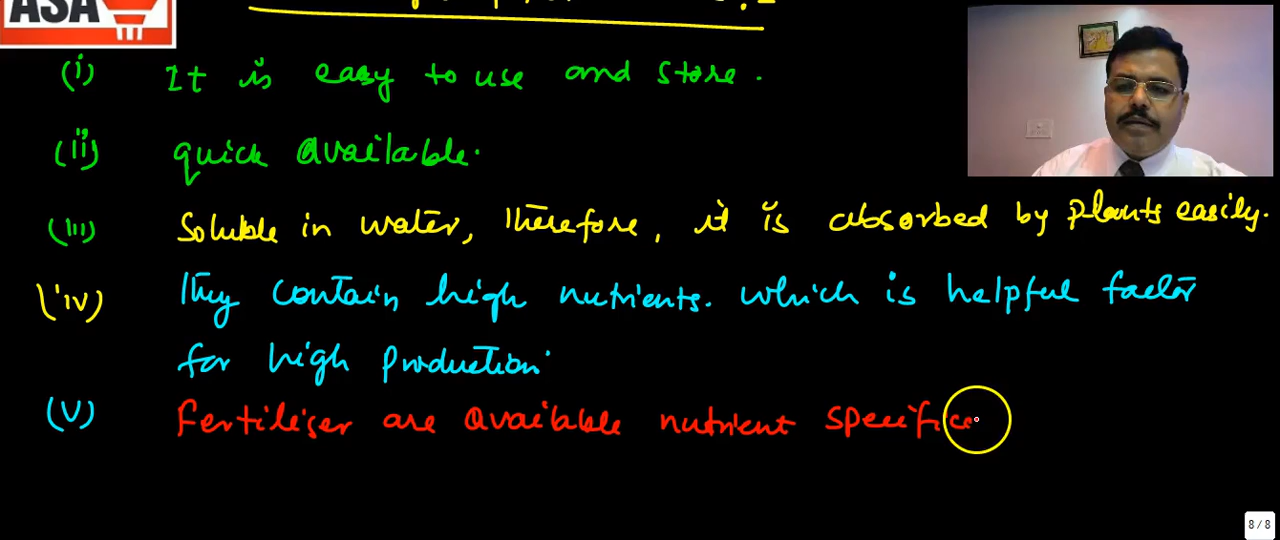 ASA
(i) It is easy to use and store.
(ii) quick available.
(iii) Soluble in water, therefore, it is absorbed by plants easily.
(iv) They contain high nutrients. which is helpful factor
for high production.
(v) Fertiliser are available nutrient specific
8/8